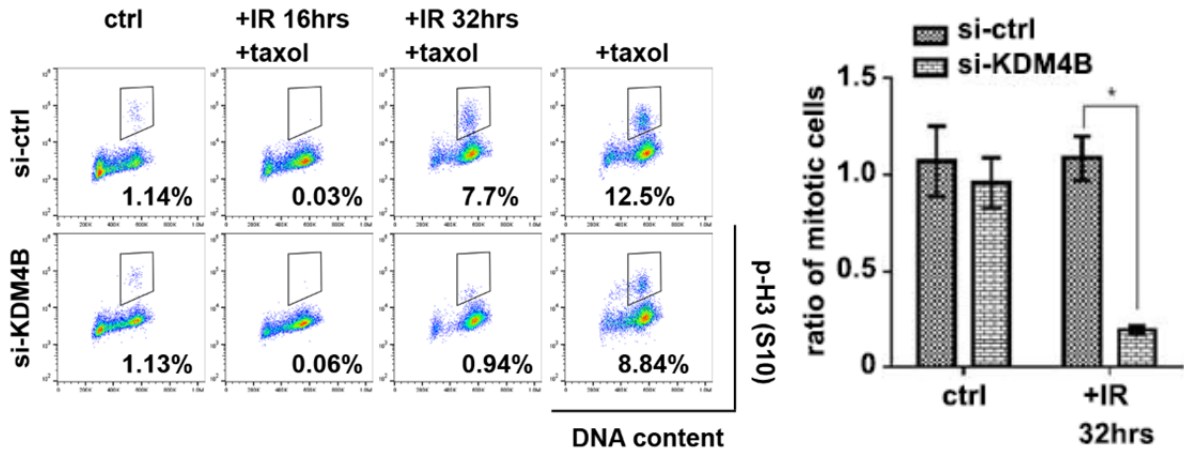 ctrl
+IR 16hrs
+taxol
+IR 32hrs
+taxol
+taxol
si-ctrl
1.14%
0.03%
7.7%
12.5%
si-KDM4B
1.13%
0.06%
0.94%
8.84%
p-H3 (S10)
DNA content
si-ctrl
si-KDM4B
ratio of mitotic cells
1.5
1.0
0.5
0
*
ctrl
+IR
32hrs